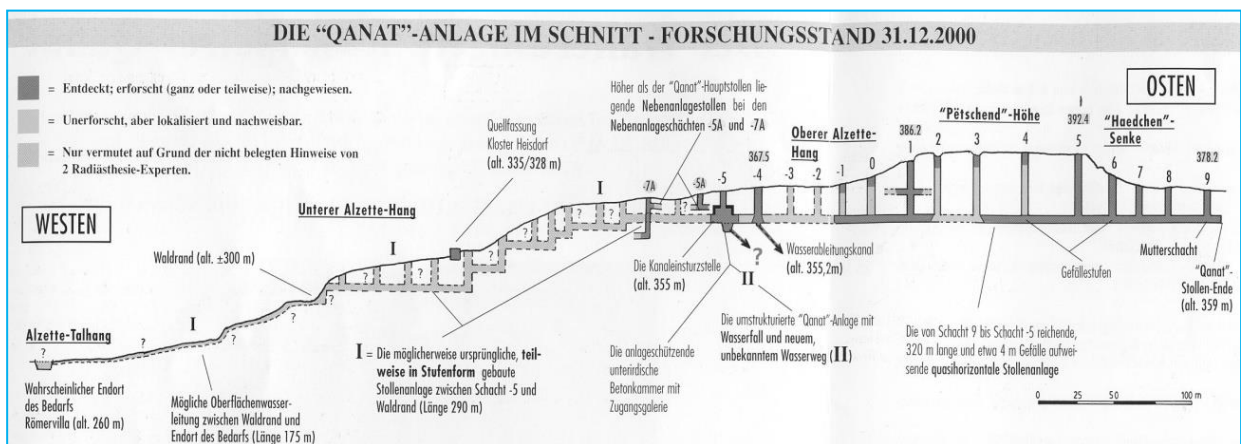 DIE “QANAT”-ANLAGE IM SCHNITT - FORSCHUNGSSTAND 31.12.2000
= Entdeckt; erforscht (ganz oder teilweise); nachgewiesen.
= Unerforscht, aber lokalisiert und nachweisbar.
= Nur vermutet auf Grund der nicht belegten Hinweise von
2 Radiästhesie-Experten.
WESTEN
OSTEN
Alzette-Talhang
?
Wahrscheinlicher Endort
des Bedarfs
Römervilla (alt. 260 m)
?
I
?
Mögliche Oberflächenwasser-
leitung zwischen Waldrand und
Endort des Bedarfs (Länge 175 m)
Waldrand (alt. ±300 m)
?
?
Unterer Alzette-Hang
I
?
?
?
?
Quellfassung
Kloster Heisdorf
(alt. 335/328 m)
?
?
?
?
?
I
I = Die möglicherweise ursprüngliche, teil-
weise in Stufenform gebaute
Stollenanlage zwischen Schacht -5 und
Waldrand (Länge 290 m)
Höher als der “Qanat”-Hauptstollen lie-
gende Nebenanlagestollen bei den
Nebenanlageschächten -5A und -7A
-7A
?
-5A
-5
367.5
-4
-3
-2
Oberer Alzette-
Hang
-1
0
386.2
1
“Pëtschend”-Höhe
2
3
4
392.4
5
“Haedchen”-
Senke
6
7
8
378.2
9
Die Kanaleinsturzstelle
(alt. 355 m)
?
II
Wasserableitungskanal
(alt. 355,2m)
Die anlageschützende
unterirdische
Betonkammer mit
Zugangsgalerie
Die umstrukturierte “Qanat”-Anlage mit
Wasserfall und neuem,
unbekanntem Wasserweg (II)
Gefällestufen
Mutterschacht
“Qanat”-
Stollen-Ende
(alt. 359 m)
Die von Schacht 9 bis Schacht -5 reichende,
320 m lange und etwa 4 m Gefälle aufwei-
sende quasihorizontale Stollenanlage
0 25 50 100 m